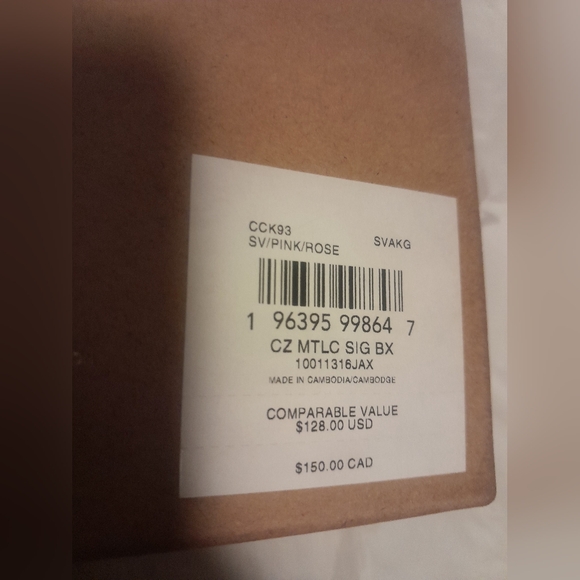 CCK93
SV/PINK/ROSE SVAKG
1 96395 99864 7
CZ MTLC SIG BX
10011316JAX
MADE IN CAMBODIA/CAMBODGE
COMPARABLE VALUE
$128.00 USD
$150.00 CAD